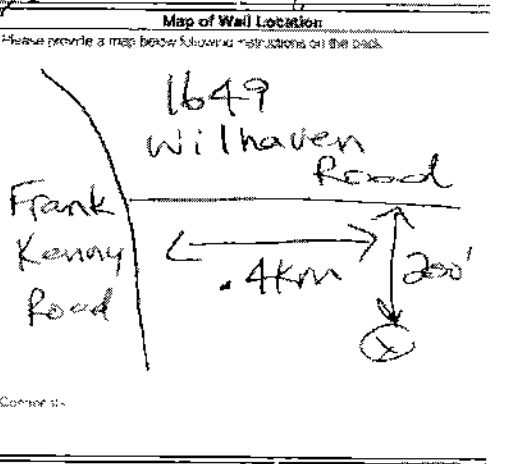 Map of Well Location
Please provide a map below following instructions on the back.
1649
Wilhaven
Road
Frank
Kenny
Road
.4km
200'
X
Comments: